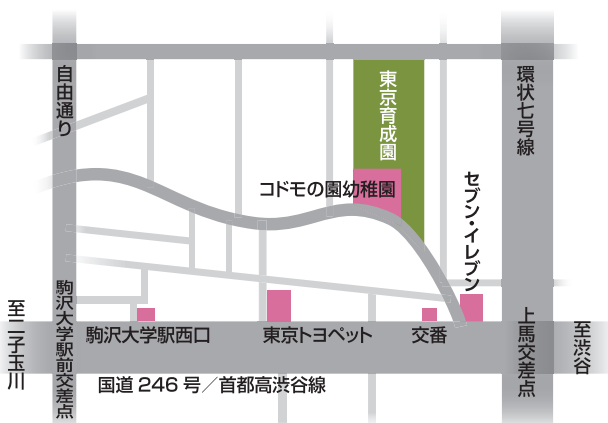 自由通り
東京育成園
環状七号線
コドモの園幼稚園
セブン・イレブン
至二子玉川
駒沢大学駅前交差点
駒沢大学駅西口
東京トヨペット
交番
上馬交差点
至渋谷
国道246号/首都高渋谷線